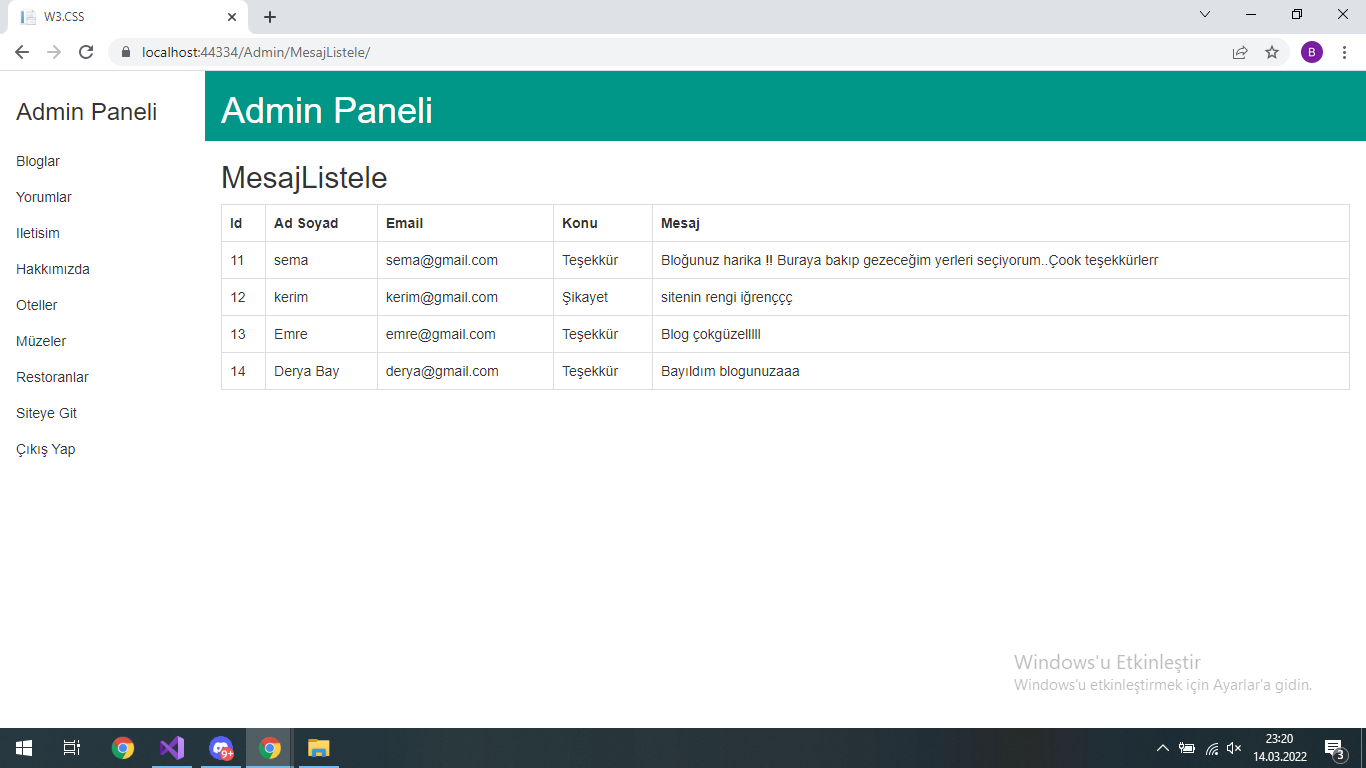 W3.CSS
localhost:44334/Admin/MesajListele/
B
Admin Paneli
Bloglar
Yorumlar
Iletisim
Hakkımızda
Oteller
Müzeler
Restoranlar
Siteye Git
Çıkış Yap
Admin Paneli
MesajListele
Id Ad Soyad Email Konu Mesaj
11 sema sema@gmail.com Teşekkür Bloğunuz harika !! Buraya bakıp gezeceğim yerleri seçiyorum..Çook teşekkürlerr
12 kerim kerim@gmail.com Şikayet sitenin rengi iğrenççç
13 Emre emre@gmail.com Teşekkür Blog çokgüzelllll
14 Derya Bay derya@gmail.com Teşekkür Bayıldım blogunuzaaa
Windows'u Etkinleştir
Windows'u etkinleştirmek için Ayarlar'a gidin.
9+
23:20
14.03.2022
3